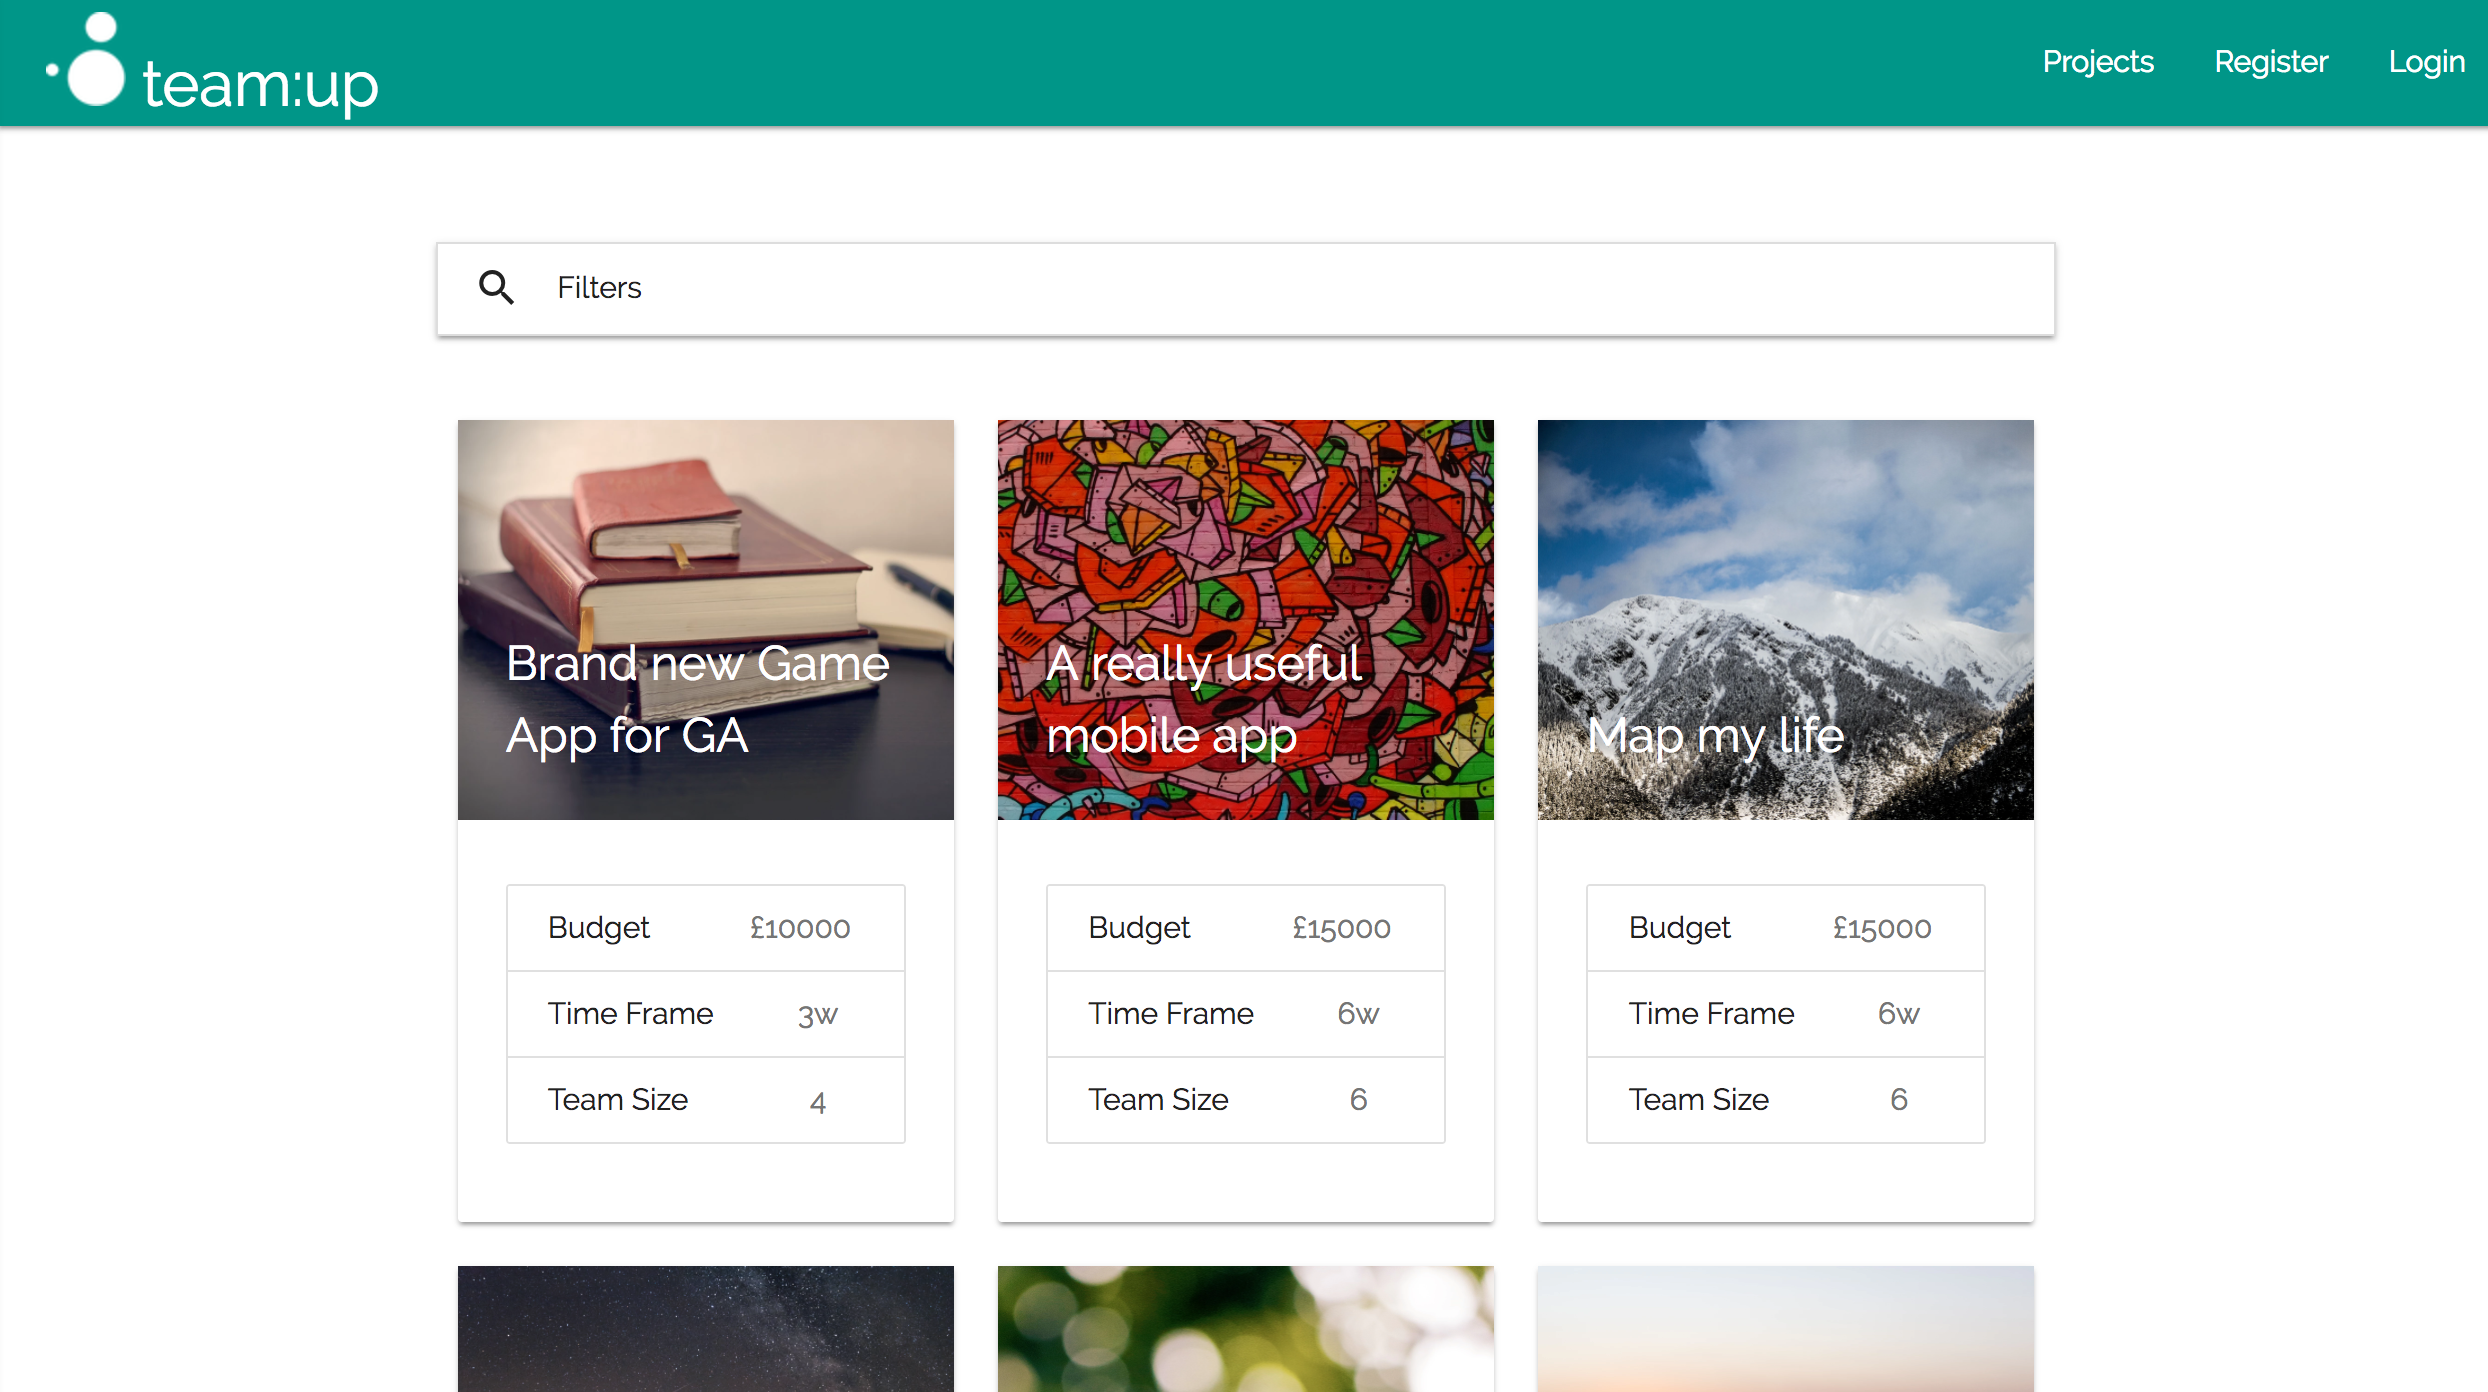 team:up
Projects Register Login
Filters
Brand new Game
App for GA
A really useful
mobile app
Map my life
Budget £10000
Time Frame 3w
Team Size 4
Budget £15000
Time Frame 6w
Team Size 6
Budget £15000
Time Frame 6w
Team Size 6